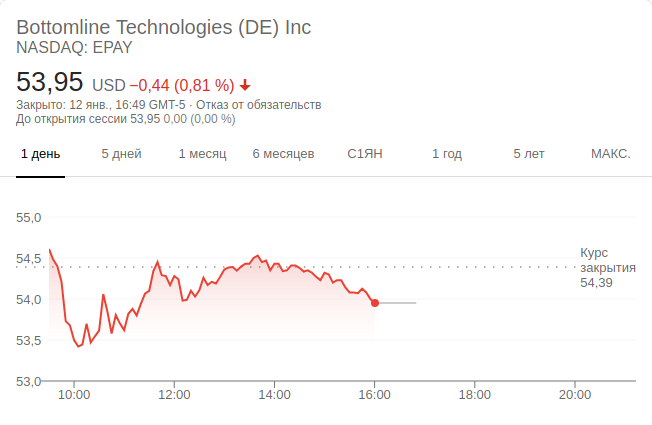 Bottomline Technologies (DE) Inc
NASDAQ: EPAY
53,95 USD −0,44 (0,81 %)
Закрыто: 12 янв., 16:49 GMT-5 · Отказ от обязательств
До открытия сессии 53,95 0,00 (0,00 %)
1 день 5 дней 1 месяц 6 месяцев С1ЯН 1 год 5 лет МАКС.
55,0
54,5
54,0
53,5
53,0
Курс
закрытия
54,39
10:00 12:00 14:00 16:00 18:00 20:00